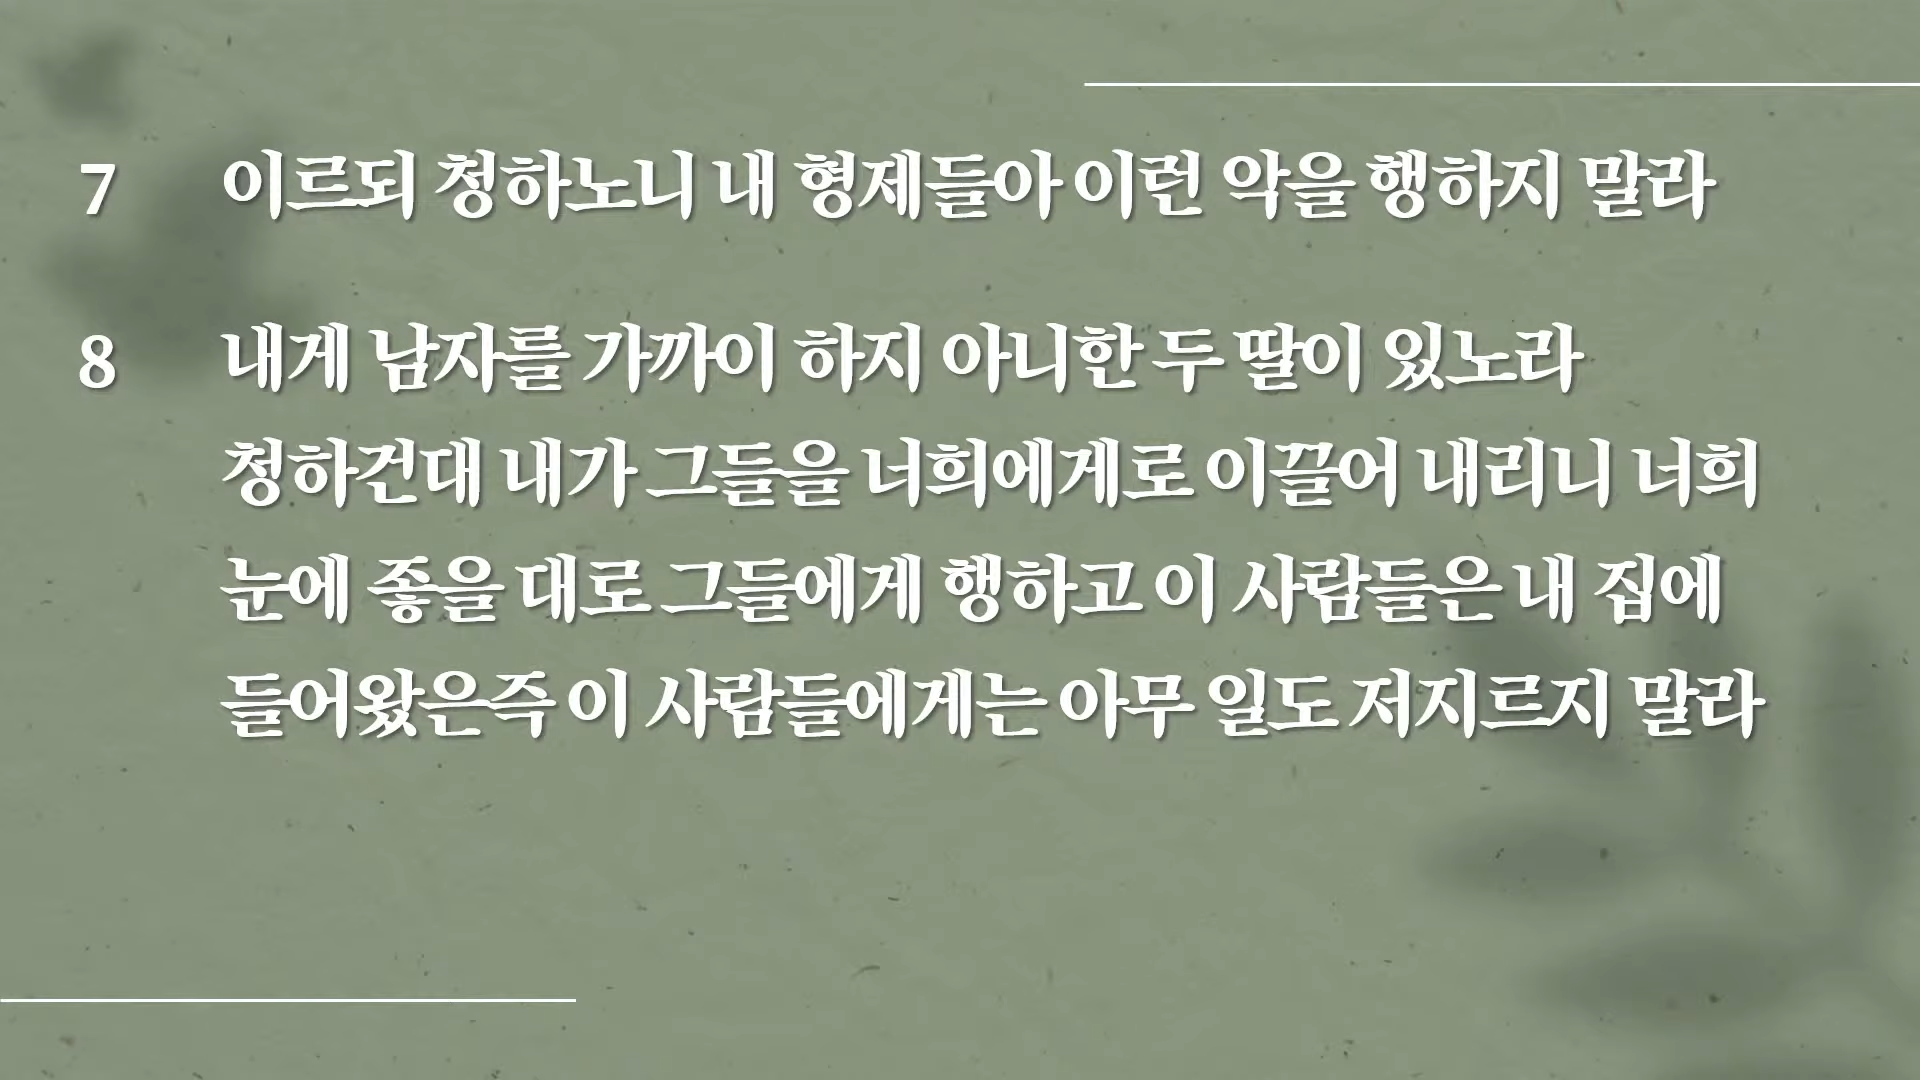 7 이르되 청하노니 내 형제들아 이런 악을 행하지 말라
8 내게 남자를 가까이 하지 아니한 두 딸이 있노라
청하건대 내가 그들을 너희에게로 이끌어 내리니 너희
눈에 좋을 대로 그들에게 행하고 이 사람들은 내 집에
들어왔은즉 이 사람들에게는 아무 일도 저지르지 말라